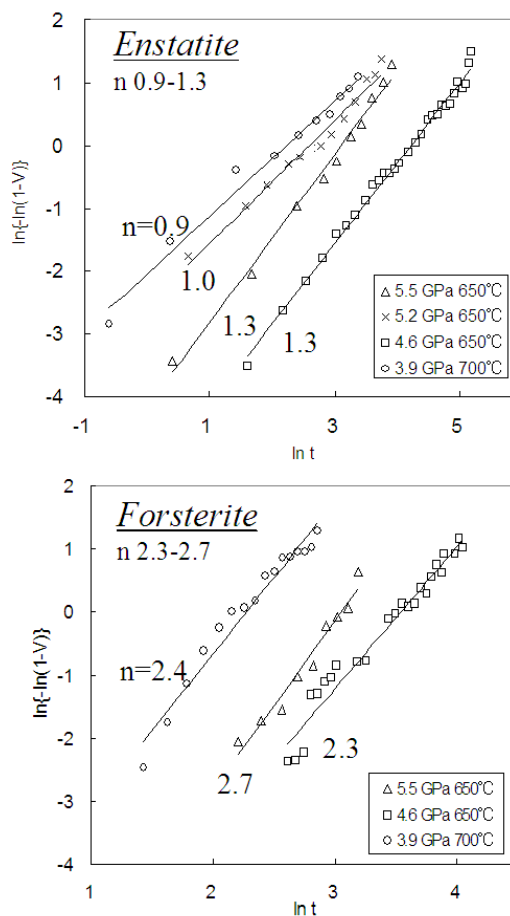 Enstatite
n 0.9-1.3
2
1
0
-1
-2
-3
-4
ln{-ln(1-V)}
n=0.9
1.0
1.3
1.3
5.5 GPa 650°C
5.2 GPa 650°C
4.6 GPa 650°C
3.9 GPa 700°C
-1
1
3
5
ln t
Forsterite
n 2.3-2.7
2
1
0
-1
-2
-3
-4
ln{-ln(1-V)}
n=2.4
2.7
2.3
5.5 GPa 650°C
4.6 GPa 650°C
3.9 GPa 700°C
1
2
3
4
ln t